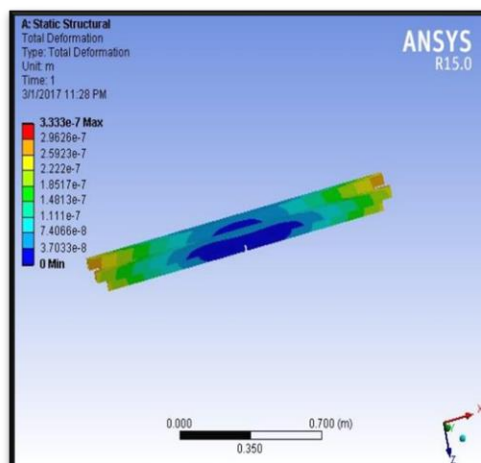 A: Static Structural
Total Deformation
Type: Total Deformation
Unit: m
Time: 1
3/1/2017 11:28 PM
ANSYS
R15.0
3.333e-7 Max
2.9626e-7
2.5923e-7
2.222e-7
1.8517e-7
1.4813e-7
1.111e-7
7.4066e-8
3.7033e-8
0 Min
0.000
0.700 (m)
0.350
X
Y
Z